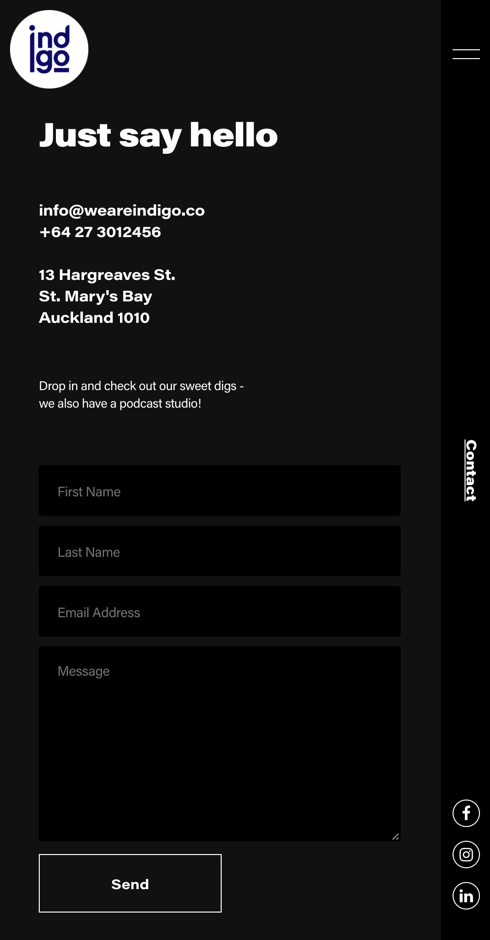 indgo
Just say hello
info@weareindigo.co
+64 27 3012456
13 Hargreaves St.
St. Mary's Bay
Auckland 1010
Drop in and check out our sweet digs -
we also have a podcast studio!
First Name
Last Name
Email Address
Message
Send
Contact